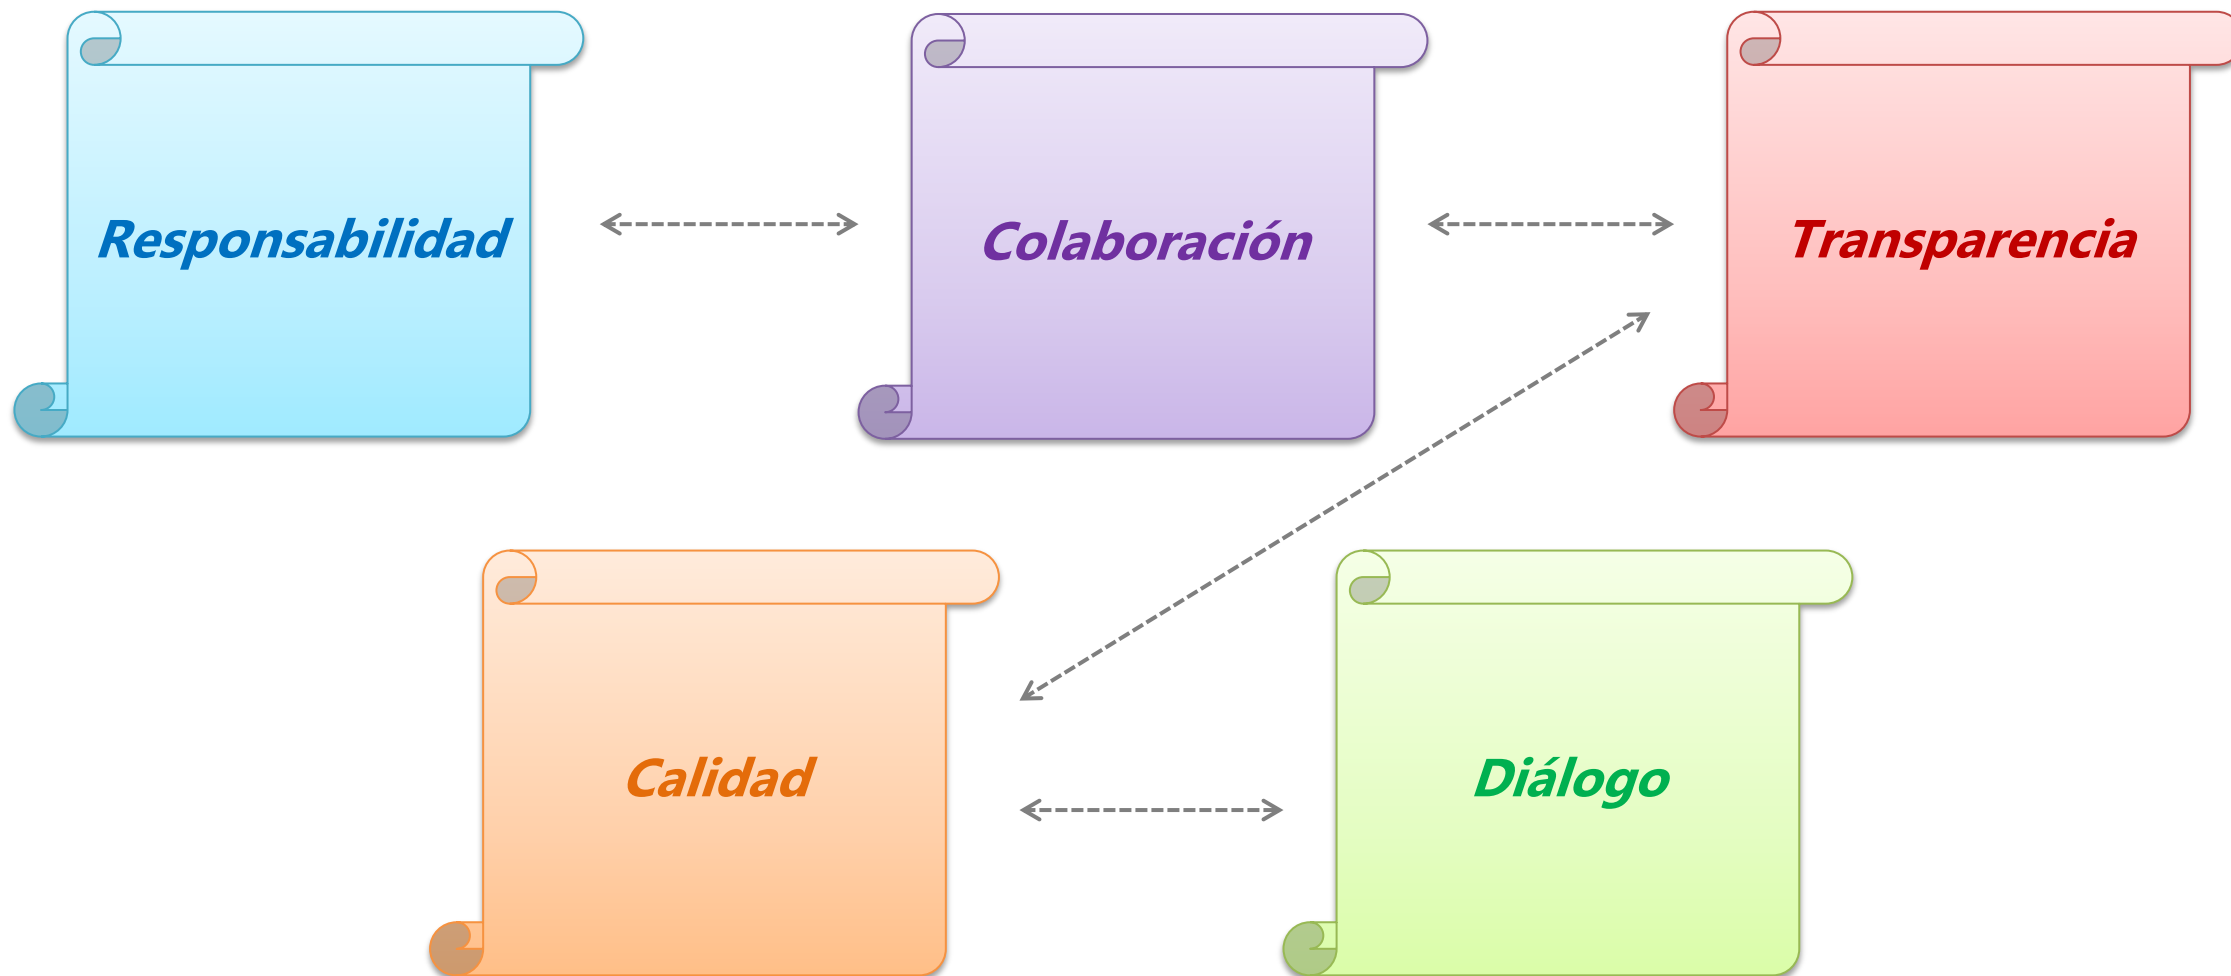 Responsabilidad
Colaboración
Transparencia
Calidad
Diálogo